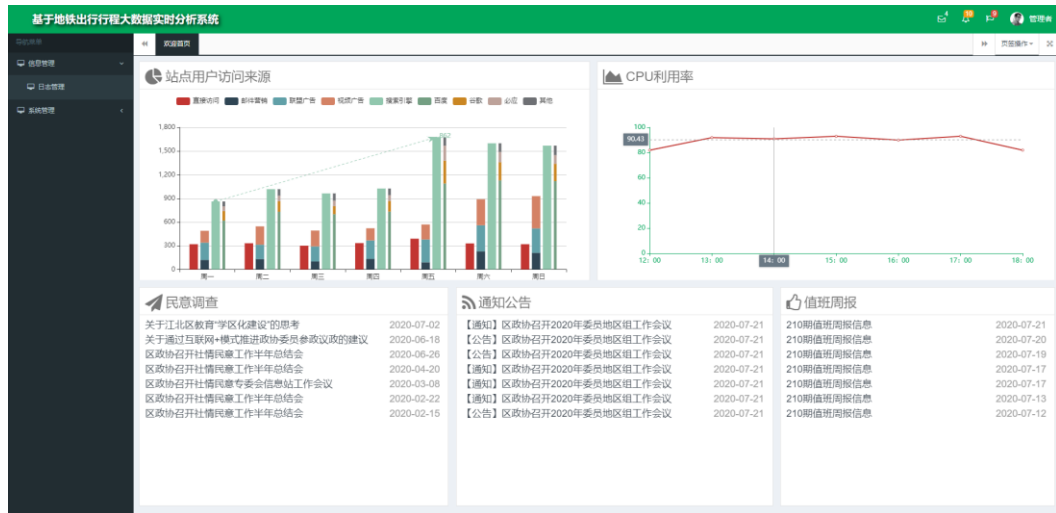 基于地铁出行行程大数据实时分析系统
4
10
9
管理者
导航菜单
欢迎首页
页签操作
信息管理
日志管理
系统管理
站点用户访问来源
直接访问 邮件营销 联盟广告 视频广告 搜索引擎 百度 谷歌 必应 其他
1,800
1,500
1,200
900
600
300
0
周一 周二 周三 周四 周五 周六 周日
CPU利用率
100
90.43
80
60
40
20
0
12: 00 13: 00 14: 00 15: 00 16: 00 17: 00 18: 00
民意调查
关于江北区教育“学区化建设”的思考 2020-07-02
关于通过互联网+模式推进政协委员参政议政的建议 2020-06-18
区政协召开社情民意工作半年总结会 2020-06-26
区政协召开社情民意工作半年总结会 2020-04-20
区政协召开社情民意专委会信息站工作会议 2020-03-08
区政协召开社情民意工作半年总结会 2020-02-22
区政协召开社情民意工作半年总结会 2020-02-15
通知公告
【通知】区政协召开2020年委员地区组工作会议 2020-07-21
【公告】区政协召开2020年委员地区组工作会议 2020-07-21
【公告】区政协召开2020年委员地区组工作会议 2020-07-21
【通知】区政协召开2020年委员地区组工作会议 2020-07-21
【公告】区政协召开2020年委员地区组工作会议 2020-07-21
【通知】区政协召开2020年委员地区组工作会议 2020-07-21
【公告】区政协召开2020年委员地区组工作会议 2020-07-21
值班周报
210期值班周报信息 2020-07-21
210期值班周报信息 2020-07-20
210期值班周报信息 2020-07-19
210期值班周报信息 2020-07-17
210期值班周报信息 2020-07-17
210期值班周报信息 2020-07-13
210期值班周报信息 2020-07-12